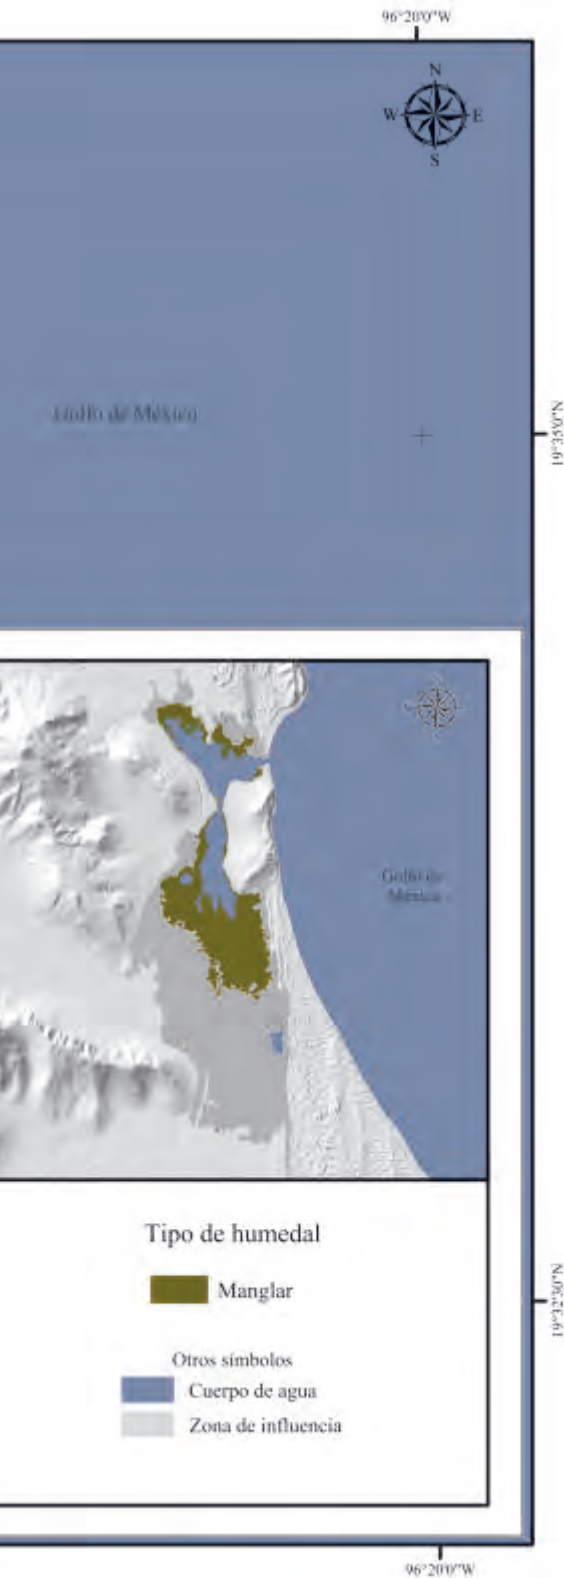 96°20'0"W
N
W E
S
Golfo de México
19°35'0"N
Golfo de
México
Tipo de humedal
Manglar
19°32'30"N
Otros símbolos
Cuerpo de agua
Zona de influencia
96°20'0"W